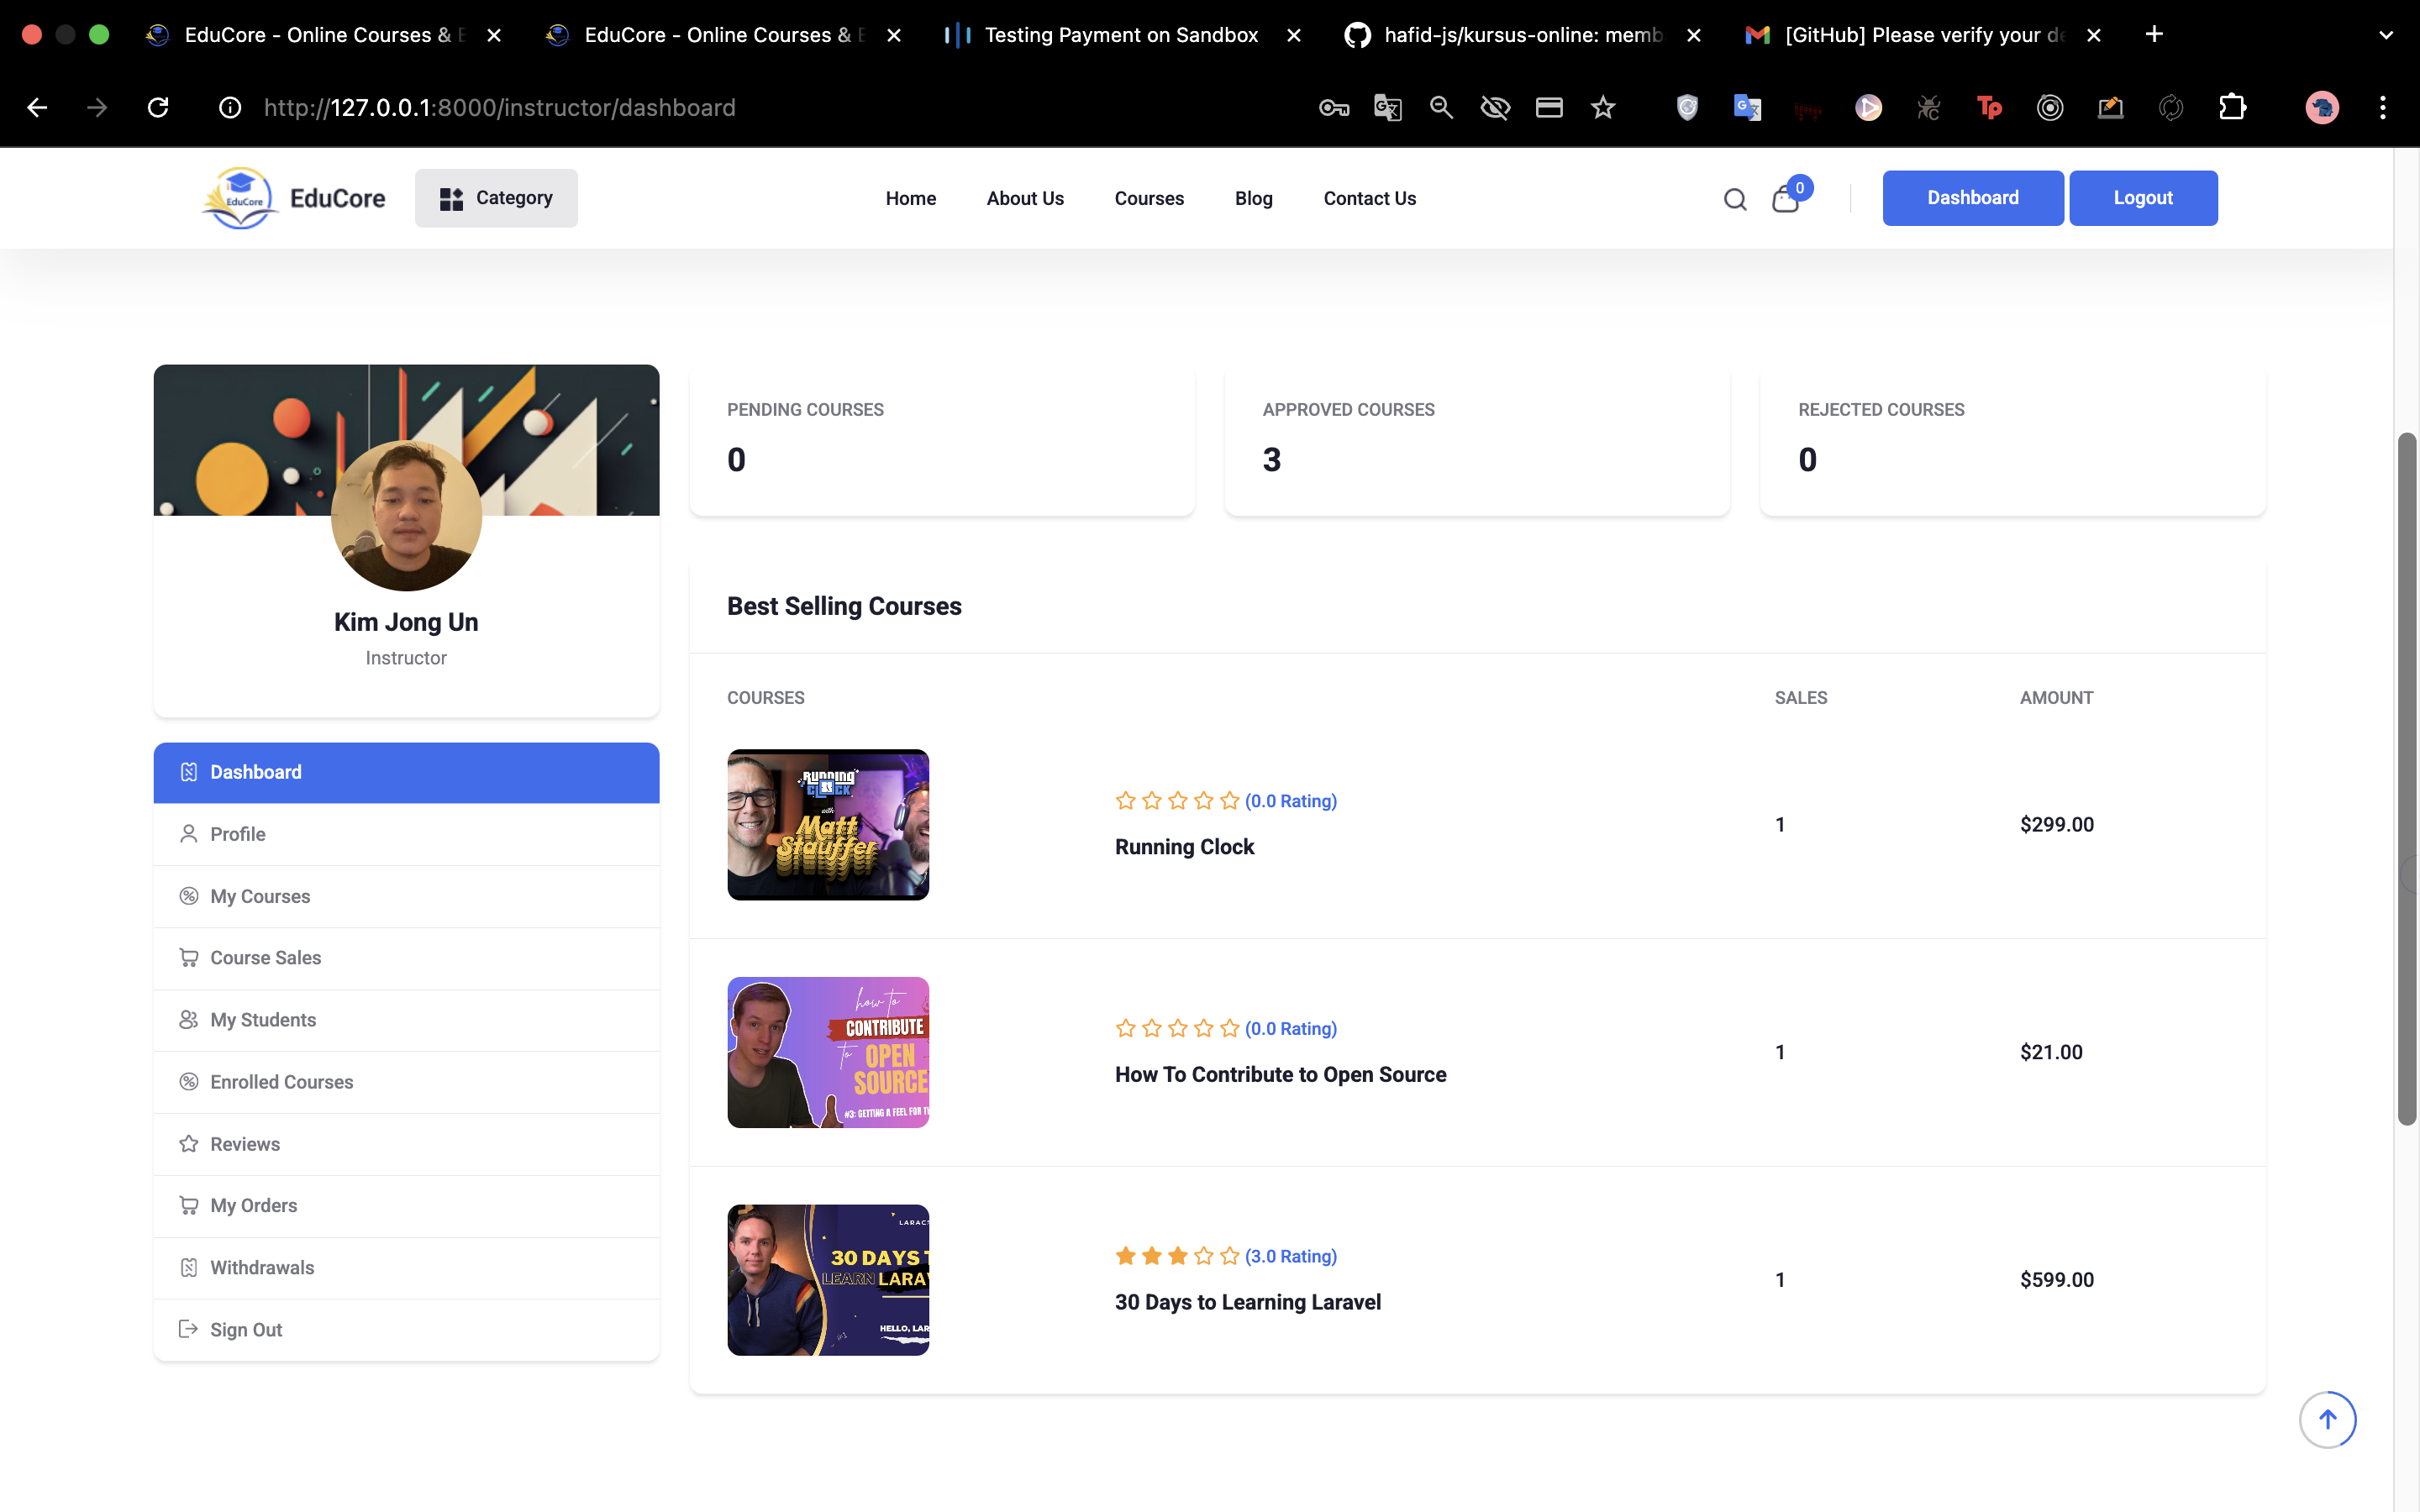 EduCore - Online Courses & E
EduCore - Online Courses & E
Testing Payment on Sandbox
hafid-js/kursus-online: memb
[GitHub] Please verify your de
http://127.0.0.1:8000/instructor/dashboard
EduCore
EduCore
Category
Home
About Us
Courses
Blog
Contact Us
0
Dashboard
Logout
PENDING COURSES
0
APPROVED COURSES
3
REJECTED COURSES
0
Kim Jong Un
Instructor
Dashboard
Profile
My Courses
Course Sales
My Students
Enrolled Courses
Reviews
My Orders
Withdrawals
Sign Out
Best Selling Courses
COURSES
SALES
AMOUNT
RUNNING
CLOCK
with
Matt
Stauffer
(0.0 Rating)
Running Clock
1
$299.00
how to
CONTRIBUTE
to
OPEN
SOURCE
#3: GETTING A FEEL FOR TH
(0.0 Rating)
How To Contribute to Open Source
1
$21.00
LARAC
30 DAYS T
LEARN LARAV
#1
HELLO, LAR
(3.0 Rating)
30 Days to Learning Laravel
1
$599.00